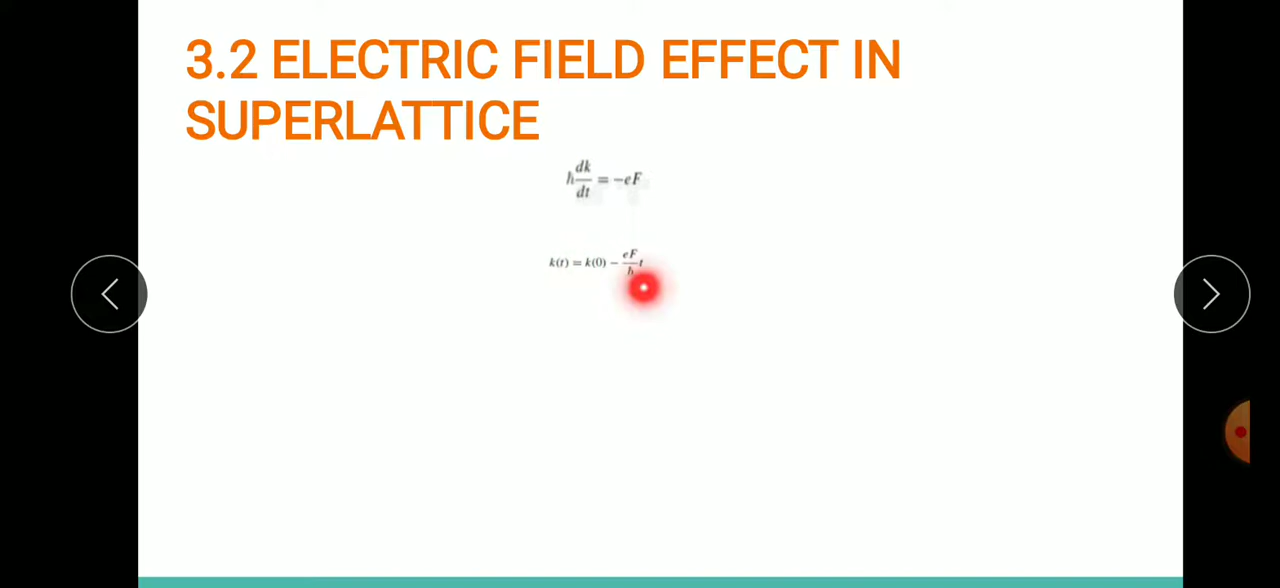 3.2 ELECTRIC FIELD EFFECT IN
SUPERLATTICE
ħ dk/dt = −eF
k(t) = k(0) − eF/ħ t